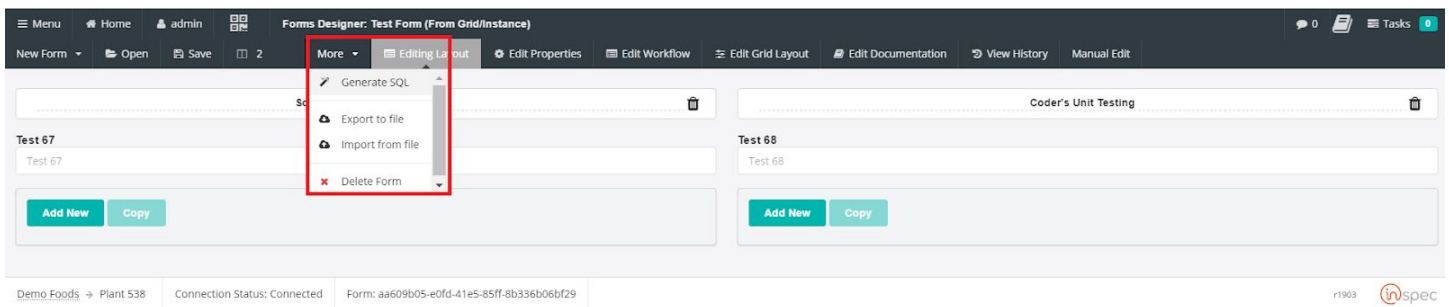 Menu Home admin Forms Designer: Test Form (From Grid/Instance) 0 Tasks 0
New Form Open Save 2 More Editing Layout Edit Properties Edit Workflow Edit Grid Layout Edit Documentation View History Manual Edit
Generate SQL
Coder's Unit Testing
Export to file
Import from file
Delete Form
Test 67
Test 67
Test 68
Test 68
Add New Copy
Add New Copy
Demo Foods → Plant 538 Connection Status: Connected Form: aa609b05-e0fd-41e5-85ff-8b336b06bf29 r1903 inspec